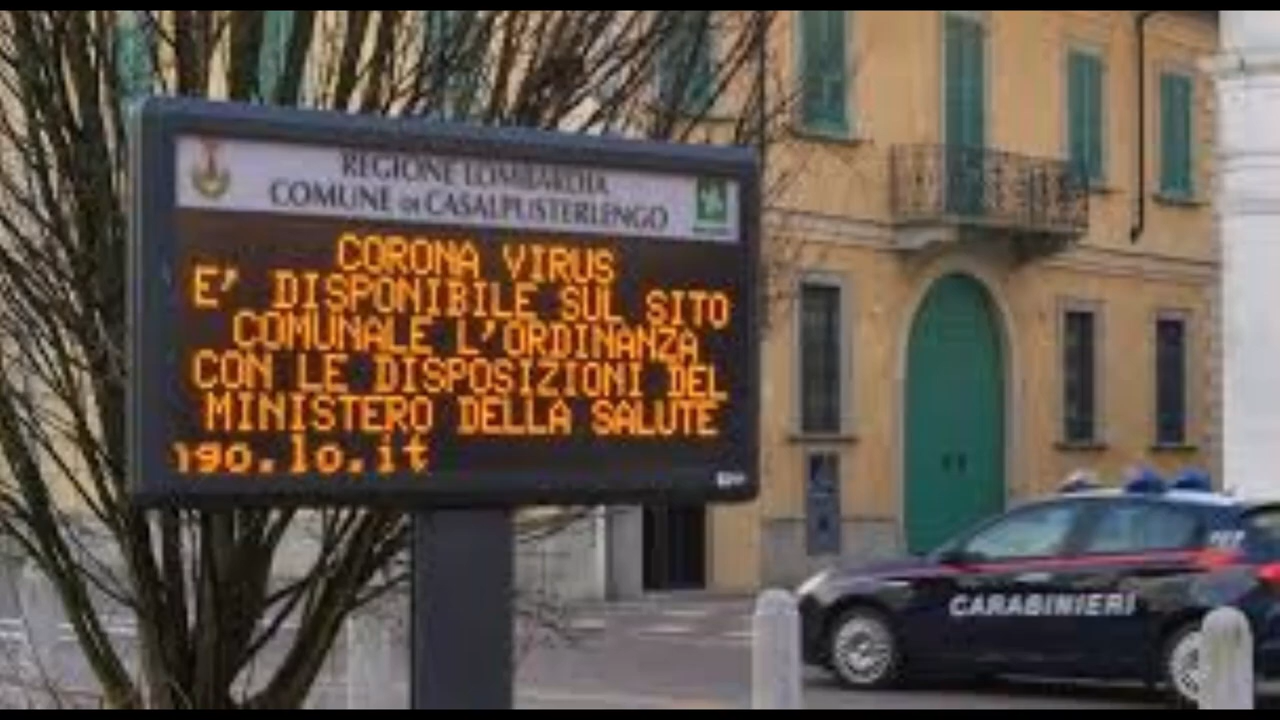 REGIONE LOMBARDIA
COMUNE DI CASALPUSTERLENGO
CORONA VIRUS
E' DISPONIBILE SUL SITO
COMUNALE L'ORDINANZA
CON LE DISPOSIZIONI DEL
MINISTERO DELLA SALUTE
go.lo.it
CARABINIERI